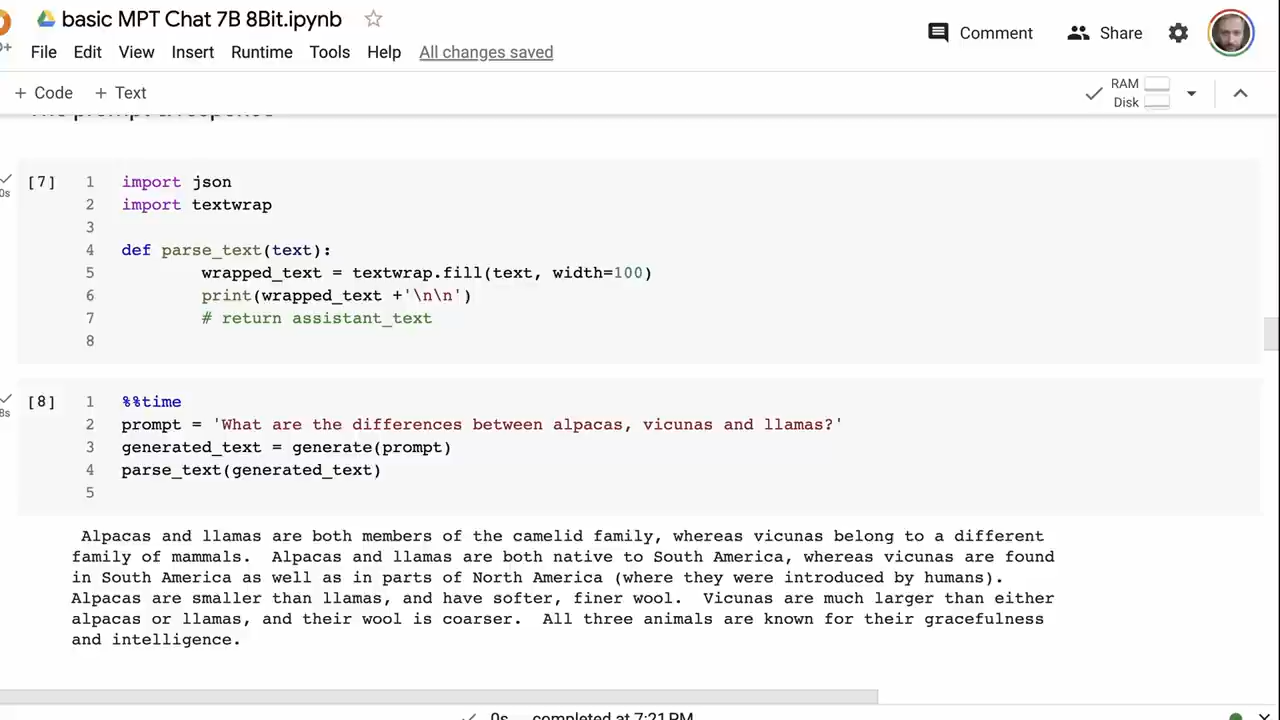 basic MPT Chat 7B 8Bit.ipynb
File Edit View Insert Runtime Tools Help All changes saved
Comment Share
+ Code + Text
RAM
Disk
[7]
1 import json
2 import textwrap
3
4 def parse_text(text):
5 wrapped_text = textwrap.fill(text, width=100)
6 print(wrapped_text +'\n\n')
7 # return assistant_text
8
0s
[8]
1 %%time
2 prompt = 'What are the differences between alpacas, vicunas and llamas?'
3 generated_text = generate(prompt)
4 parse_text(generated_text)
5
8s
Alpacas and llamas are both members of the camelid family, whereas vicunas belong to a different
family of mammals.  Alpacas and llamas are both native to South America, whereas vicunas are found
in South America as well as in parts of North America (where they were introduced by humans).
Alpacas are smaller than llamas, and have softer, finer wool.  Vicunas are much larger than either
alpacas or llamas, and their wool is coarser.  All three animals are known for their gracefulness
and intelligence.
0s completed at 7:21 PM